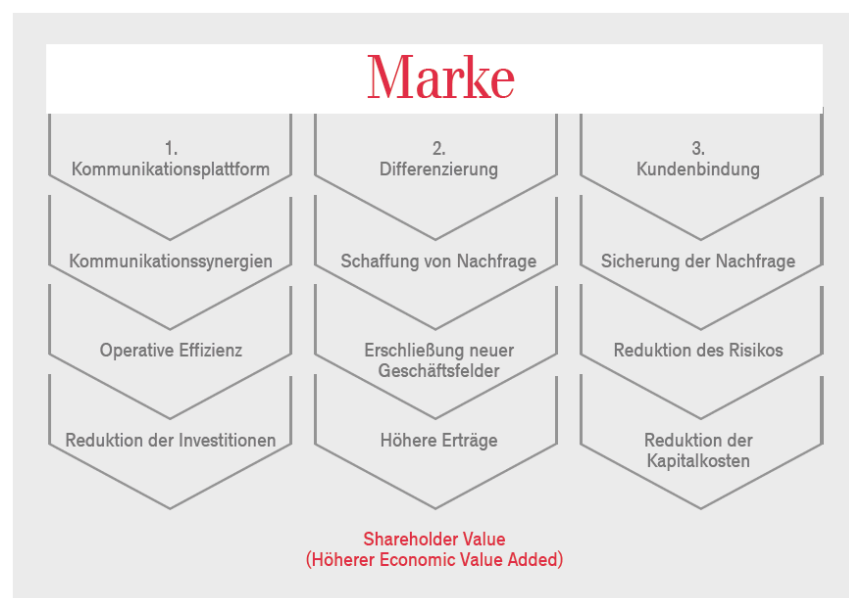 Marke
1.
Kommunikationsplattform
Kommunikationssynergien
Operative Effizienz
Reduktion der Investitionen
2.
Differenzierung
Schaffung von Nachfrage
Erschließung neuer
Geschäftsfelder
Höhere Erträge
3.
Kundenbindung
Sicherung der Nachfrage
Reduktion des Risikos
Reduktion der
Kapitalkosten
Shareholder Value
(Höherer Economic Value Added)